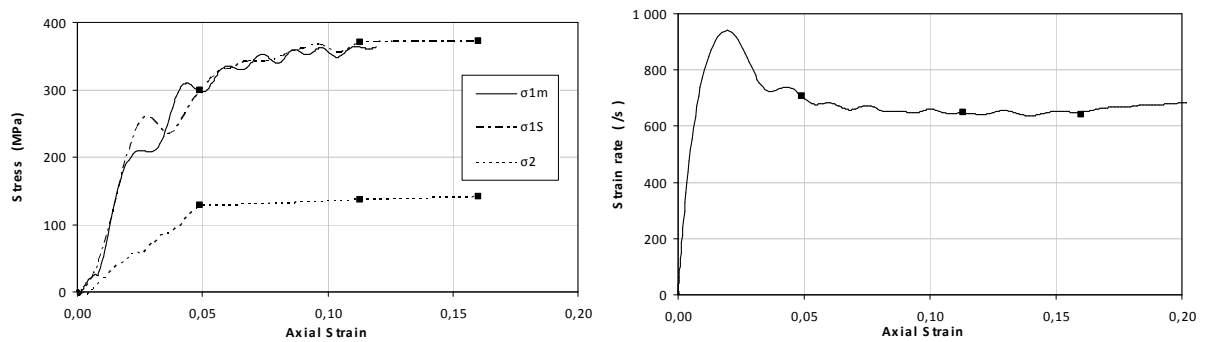 400
300
200
100
0
Stress (MPa)
0,00 0,05 0,10 0,15 0,20
Axial Strain
σ1m
σ1S
σ2
1 000
800
600
400
200
0
Strain rate (/s)
0,00 0,05 0,10 0,15 0,20
Axial Strain